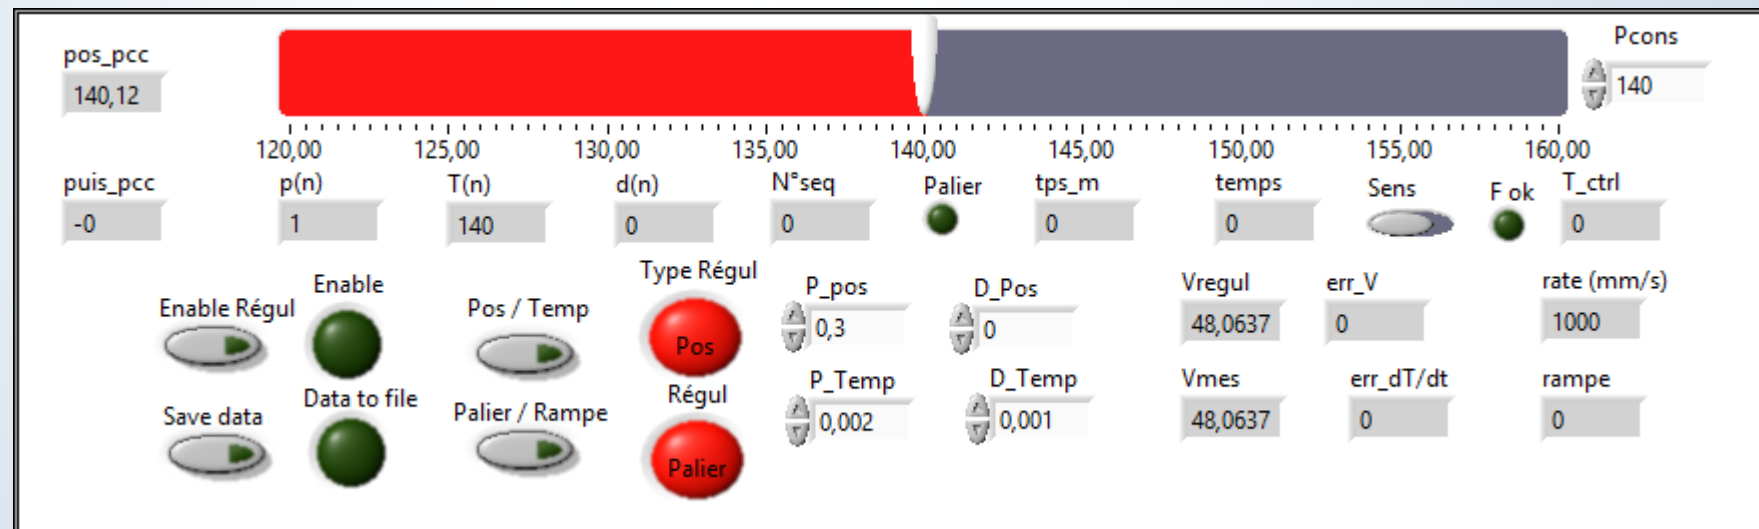 Pcons
pos_pcc
140,12
140
120,00 125,00 130,00 135,00 140,00 145,00 150,00 155,00 160,00
puis_pcc p(n) T(n) d(n) N°seq Palier tps_m temps Sens F ok T_ctrl
-0 1 140 0 0 0 0 0
Type Régul
Enable Régul Enable Pos / Temp P_pos D_Pos Vregul err_V rate (mm/s)
Pos 0,3 0 48,0637 0 1000
Save data Data to file Palier / Rampe Régul P_Temp D_Temp Vmes err_dT/dt rampe
Palier 0,002 0,001 48,0637 0 0